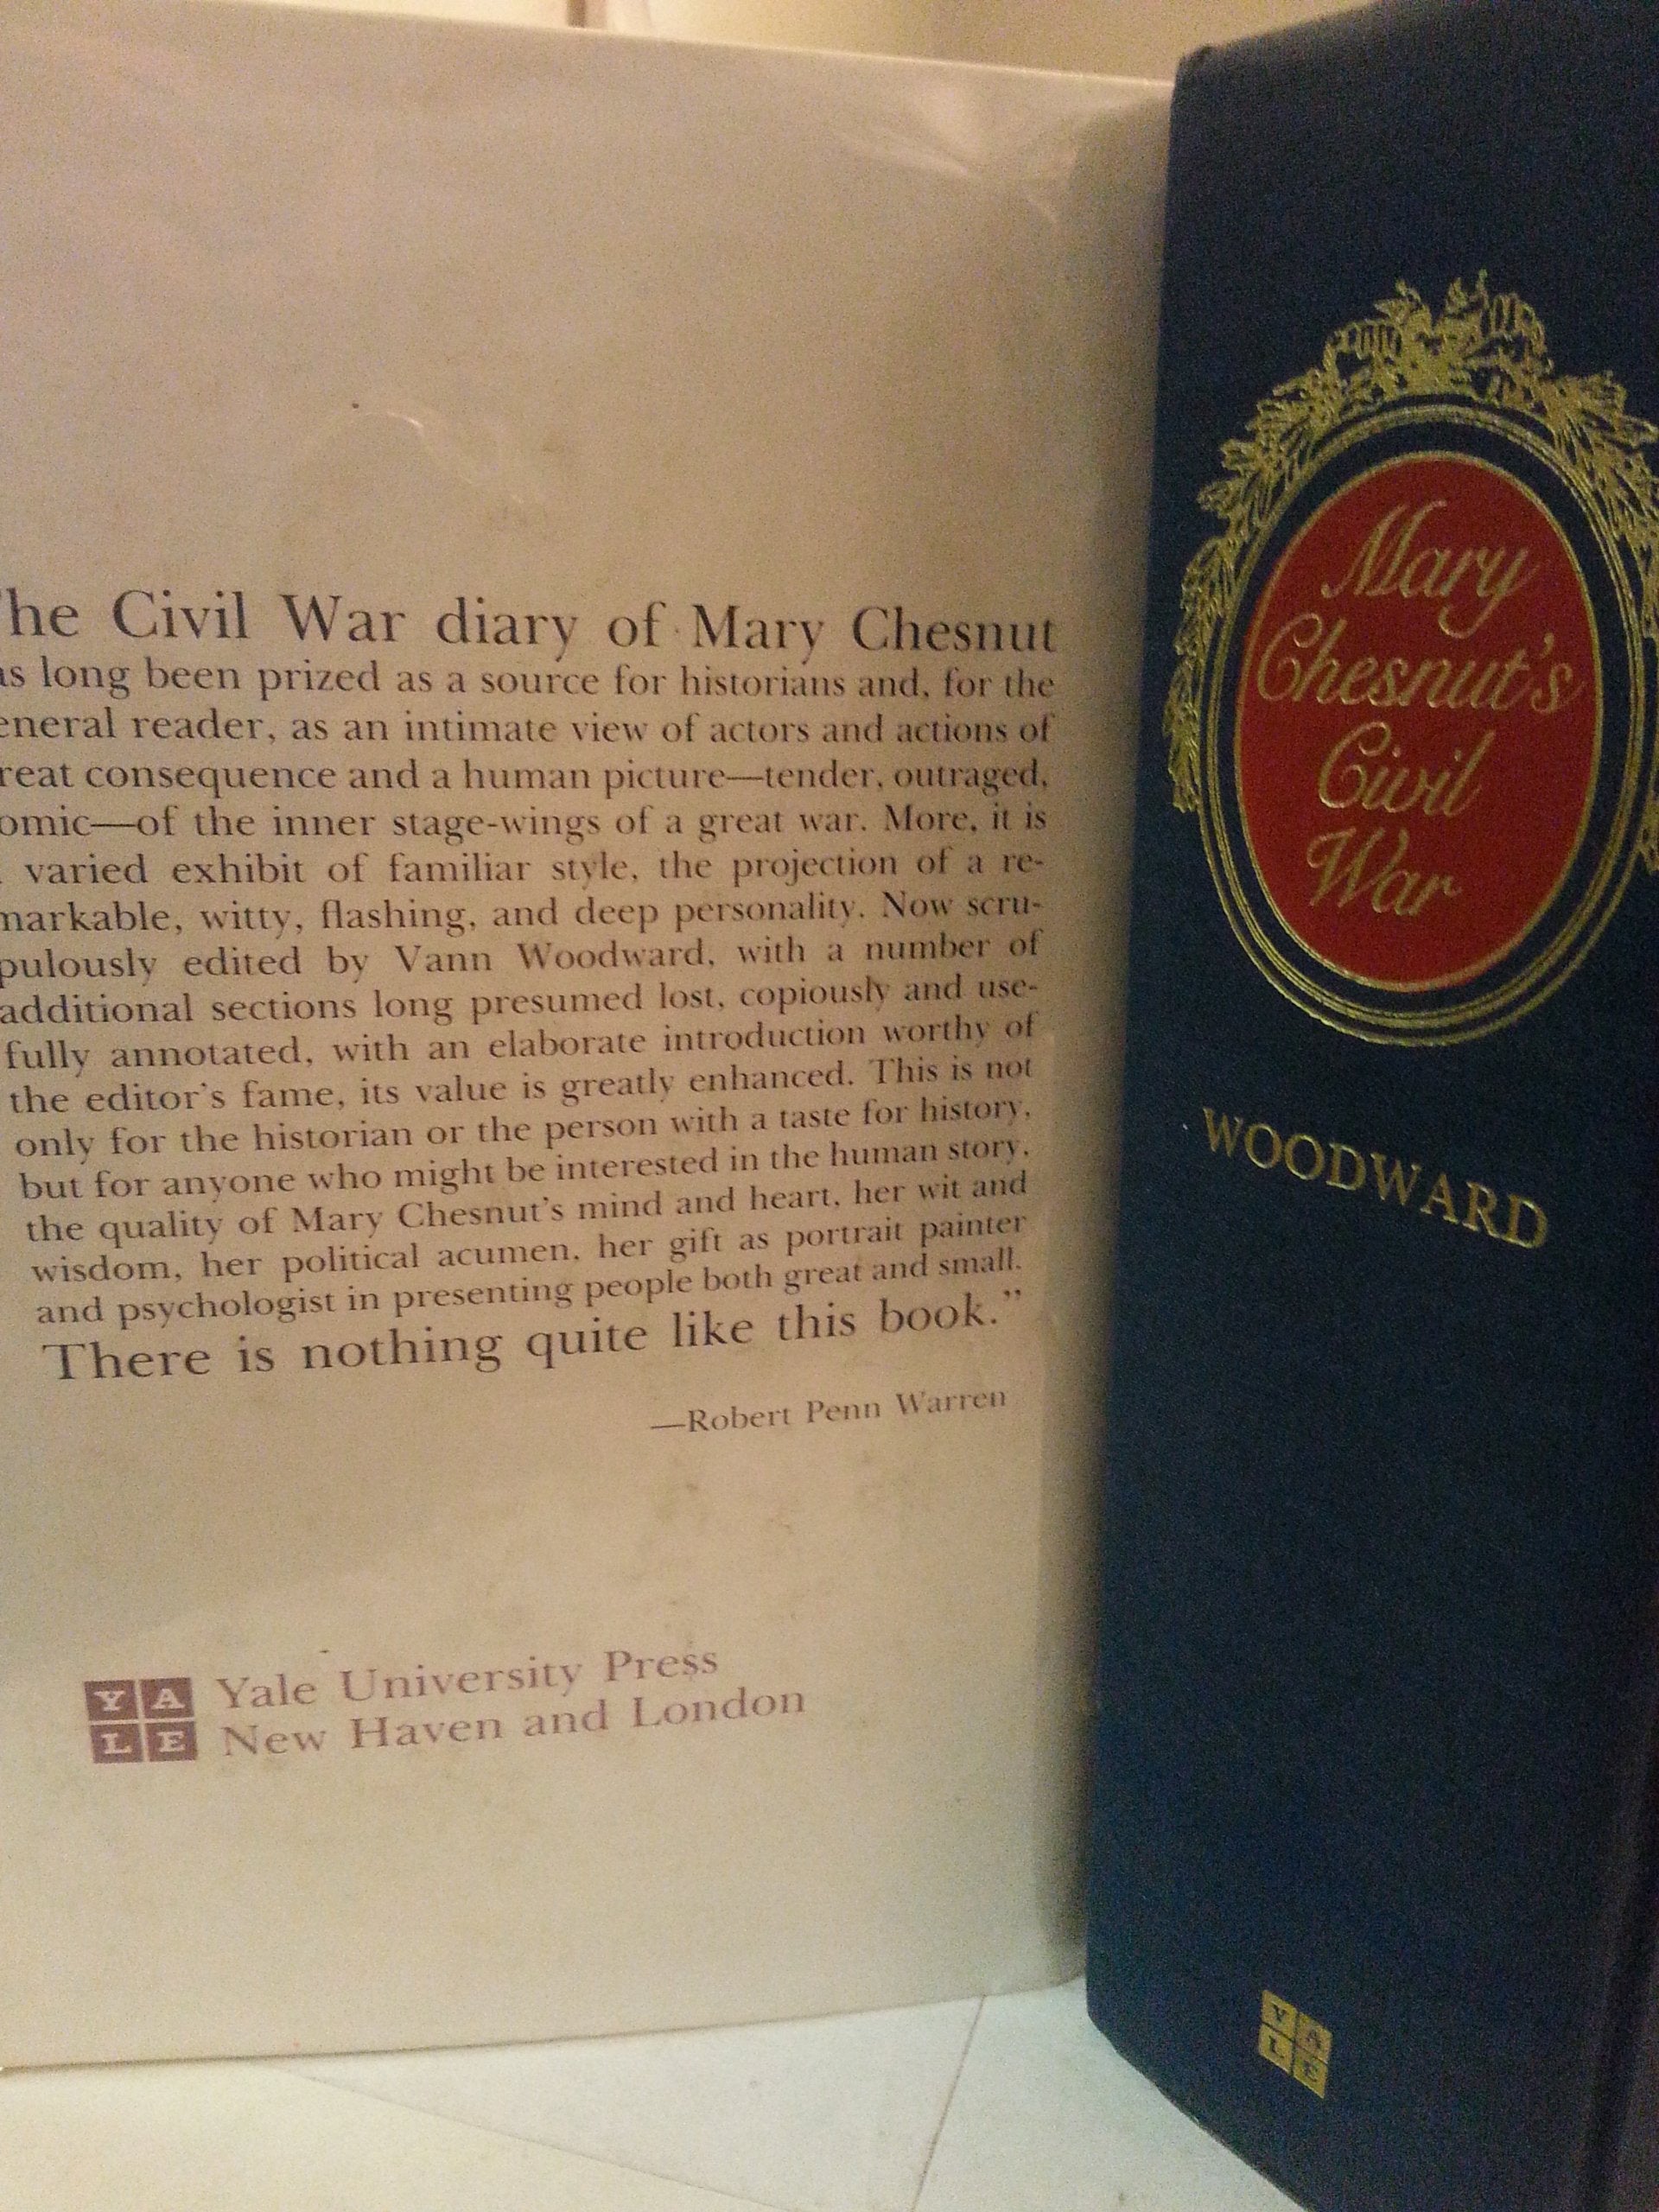 The Civil War diary of Mary Chesnut
as long been prized as a source for historians and, for the
eneral reader, as an intimate view of actors and actions of
reat consequence and a human picture—tender, outraged,
omic—of the inner stage-wings of a great war. More, it is
varied exhibit of familiar style, the projection of a re-
markable, witty, flashing, and deep personality. Now scru-
pulously edited by Vann Woodward, with a number of
additional sections long presumed lost, copiously and use-
fully annotated, with an elaborate introduction worthy of
the editor's fame, its value is greatly enhanced. This is not
only for the historian or the person with a taste for history,
but for anyone who might be interested in the human story,
the quality of Mary Chesnut's mind and heart, her wit and
wisdom, her political acumen, her gift as portrait painter
and psychologist in presenting people both great and small.
There is nothing quite like this book."
—Robert Penn Warren
YA
LE
Yale University Press
New Haven and London
Mary
Chesnut's
Civil
War
WOODWARD
YA
LE